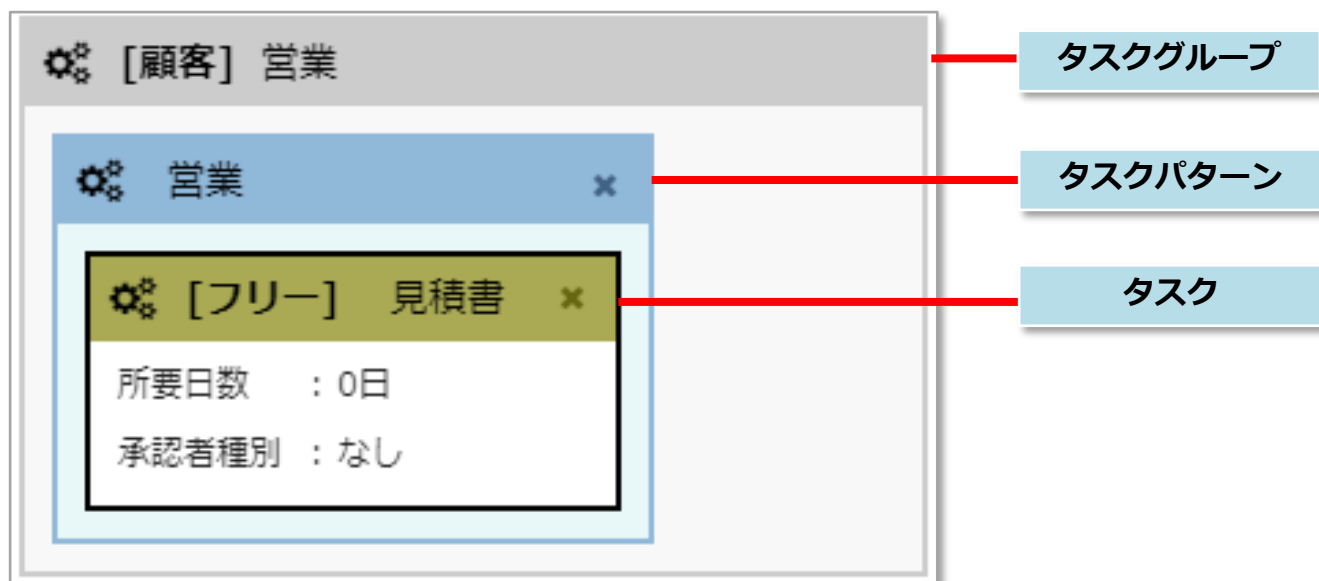 [顧客] 営業
タスクグループ
営業
タスクパターン
[フリー] 見積書
タスク
所要日数 : 0日
承認者種別 : なし